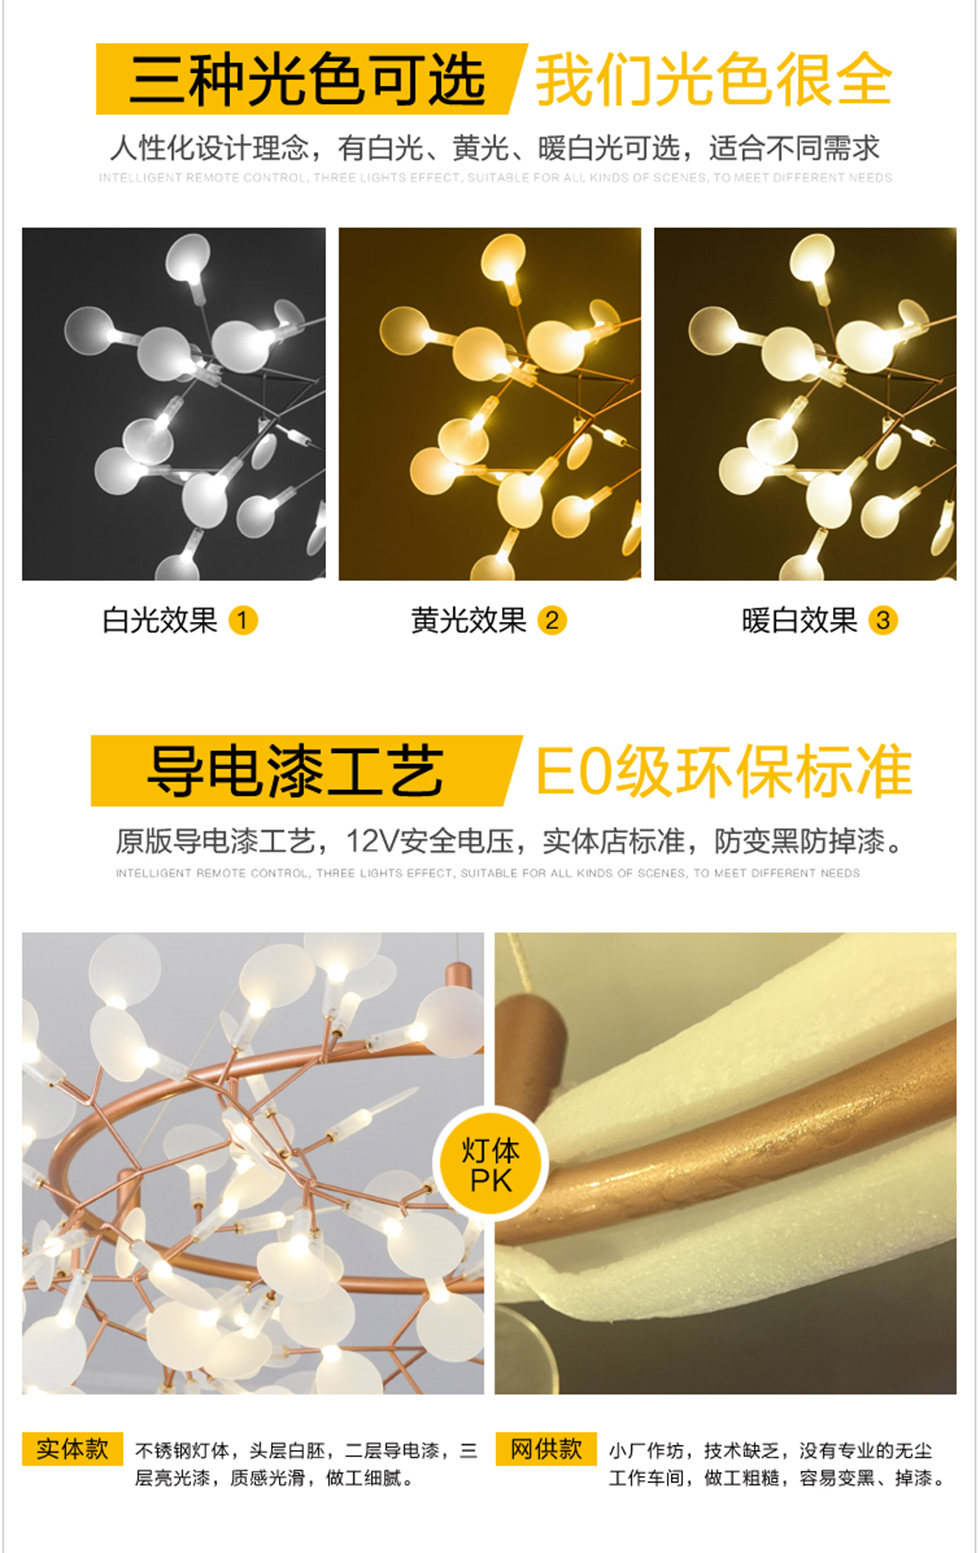 三种光色可选 我们光色很全
人性化设计理念，有白光、黄光、暖白光可选，适合不同需求
INTELLIGENT REMOTE CONTROL, THREE LIGHTS EFFECT, SUITABLE FOR ALL KINDS OF SCENES, TO MEET DIFFERENT NEEDS
白光效果 1
黄光效果 2
暖白效果 3
导电漆工艺 E0级环保标准
原版导电漆工艺，12V安全电压，实体店标准，防变黑防掉漆。
INTELLIGENT REMOTE CONTROL, THREE LIGHTS EFFECT, SUITABLE FOR ALL KINDS OF SCENES, TO MEET DIFFERENT NEEDS
灯体
PK
实体款
不锈钢灯体，头层白胚，二层导电漆，三
层亮光漆，质感光滑，做工细腻。
网供款
小厂作坊，技术缺乏，没有专业的无尘
工作车间，做工粗糙，容易变黑、掉漆。